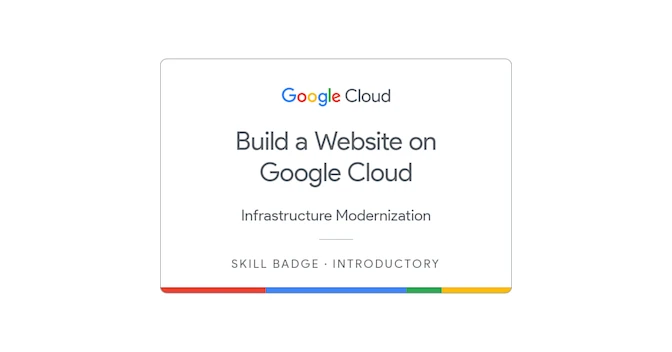 Google Cloud
Build a Website on
Google Cloud
Infrastructure Modernization
SKILL BADGE · INTRODUCTORY